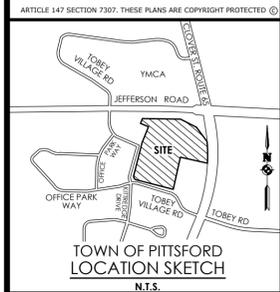 ARTICLE 147 SECTION 7307. THESE PLANS ARE COPYRIGHT PROTECTED ©
TOBEY
VILLAGE RD
YMCA
CLOVER ST. ROUTE 65
JEFFERSON ROAD
SITE
OFFICE
PARK
WAY
N
OFFICE PARK
WAY
DRIVE
TOBEY
VILLAGE RD
TOBEY RD
TOWN OF PITTSFORD
LOCATION SKETCH
N.T.S.